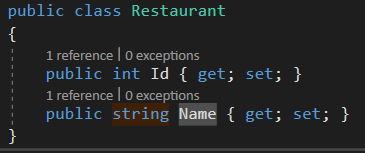 public class Restaurant
{
1 reference | 0 exceptions
public int Id { get; set; }
1 reference | 0 exceptions
public string Name { get; set; }
}